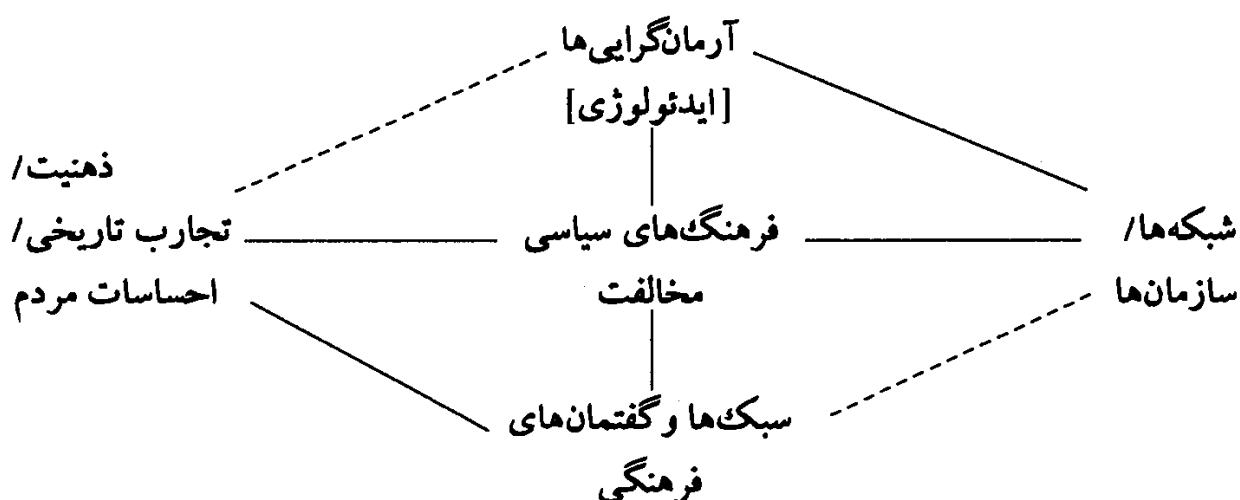 آرمان‌گرایی‌ها
[ایدئولوژی]
شبکه‌ها/
سازمان‌ها
فرهنگ‌های سیاسی
مخالفت
ذهنیت/
تجارب تاریخی/
احساسات مردم
سبک‌ها و گفتمان‌های
فرهنگی